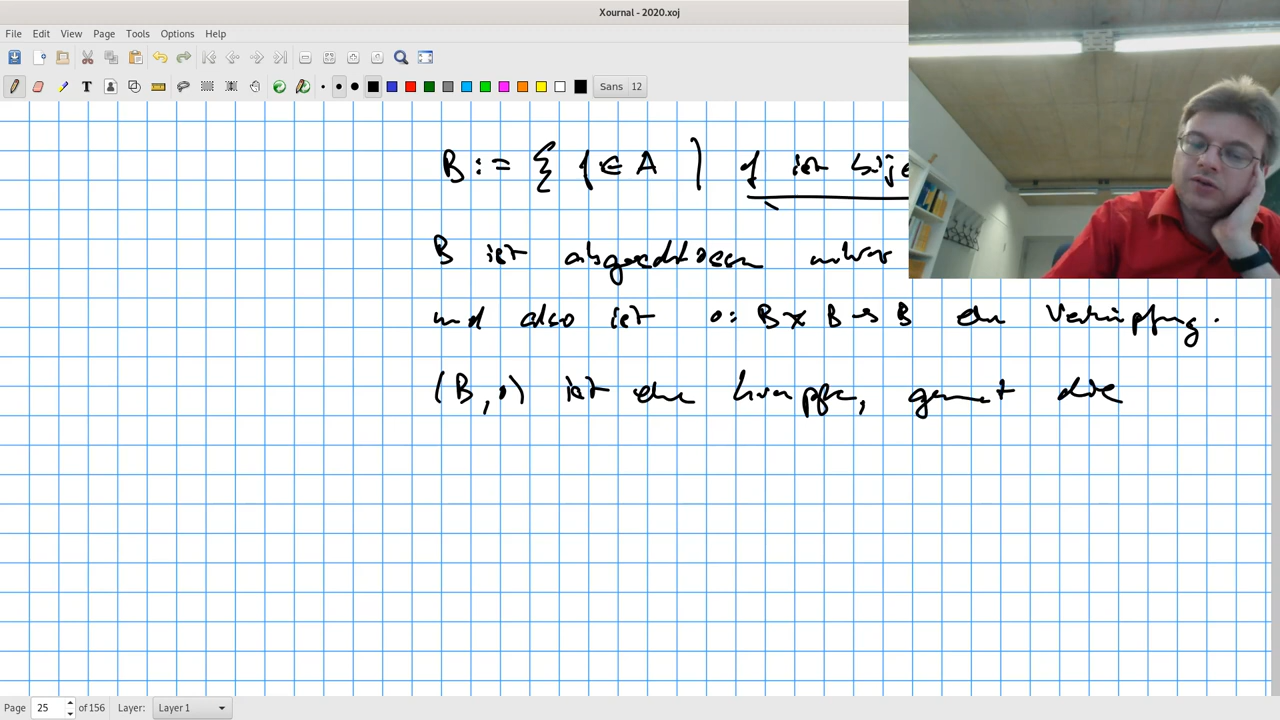 Xournal - 2020.xoj
File Edit View Page Tools Options Help
Sans 12
B := { f ∈ A | f ist bije
B ist abgeschlossen unter
und also ist ∘: B × B → B eine Verknüpfung.
(B, ∘) ist eine Gruppe, genannt die
Page 25 of 156 Layer: Layer 1